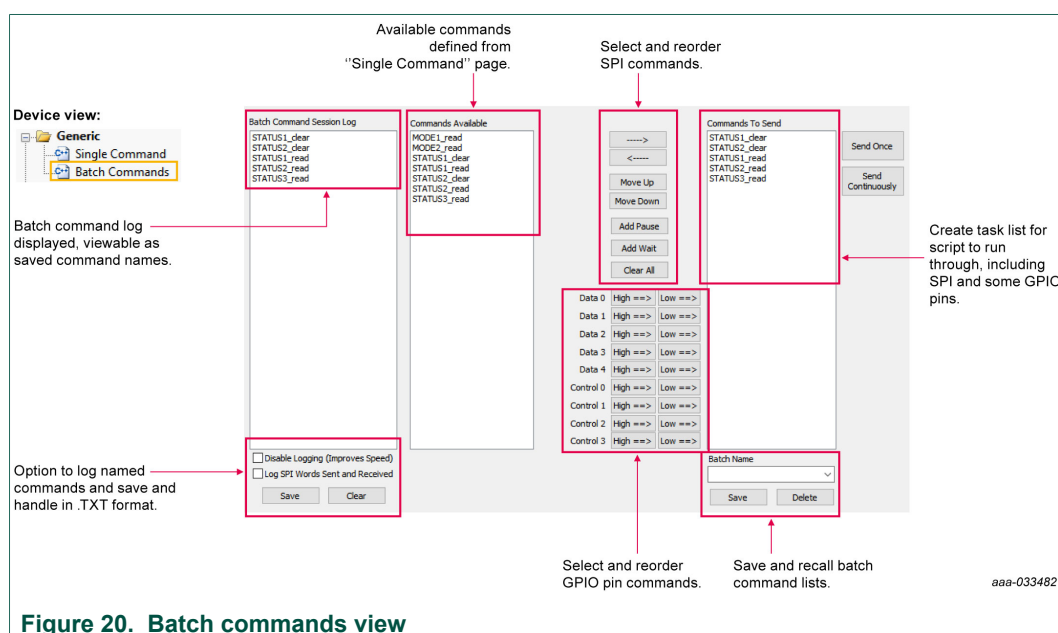 Available commands
defined from
‘‘Single Command’’ page.
Select and reorder
SPI commands.
Device view:
Generic
Single Command
Batch Commands
Batch command log
displayed, viewable as
saved command names.
Batch Command Session Log
STATUS1_clear
STATUS2_clear
STATUS1_read
STATUS2_read
STATUS3_read
Commands Available
MODE1_read
MODE2_read
STATUS1_clear
STATUS1_read
STATUS2_clear
STATUS2_read
STATUS3_read
----->
<-----
Move Up
Move Down
Add Pause
Add Wait
Clear All
Commands To Send
STATUS1_clear
STATUS2_clear
STATUS1_read
STATUS2_read
STATUS3_read
Send Once
Send
Continuously
Create task list for
script to run
through, including
SPI and some GPIO
pins.
Data 0 High ==> Low ==>
Data 1 High ==> Low ==>
Data 2 High ==> Low ==>
Data 3 High ==> Low ==>
Data 4 High ==> Low ==>
Control 0 High ==> Low ==>
Control 1 High ==> Low ==>
Control 2 High ==> Low ==>
Control 3 High ==> Low ==>
Option to log named
commands and save and
handle in .TXT format.
Disable Logging (Improves Speed)
Log SPI Words Sent and Received
Save Clear
Batch Name
Save Delete
Select and reorder
GPIO pin commands.
Save and recall batch
command lists.
aaa-033482
Figure 20. Batch commands view